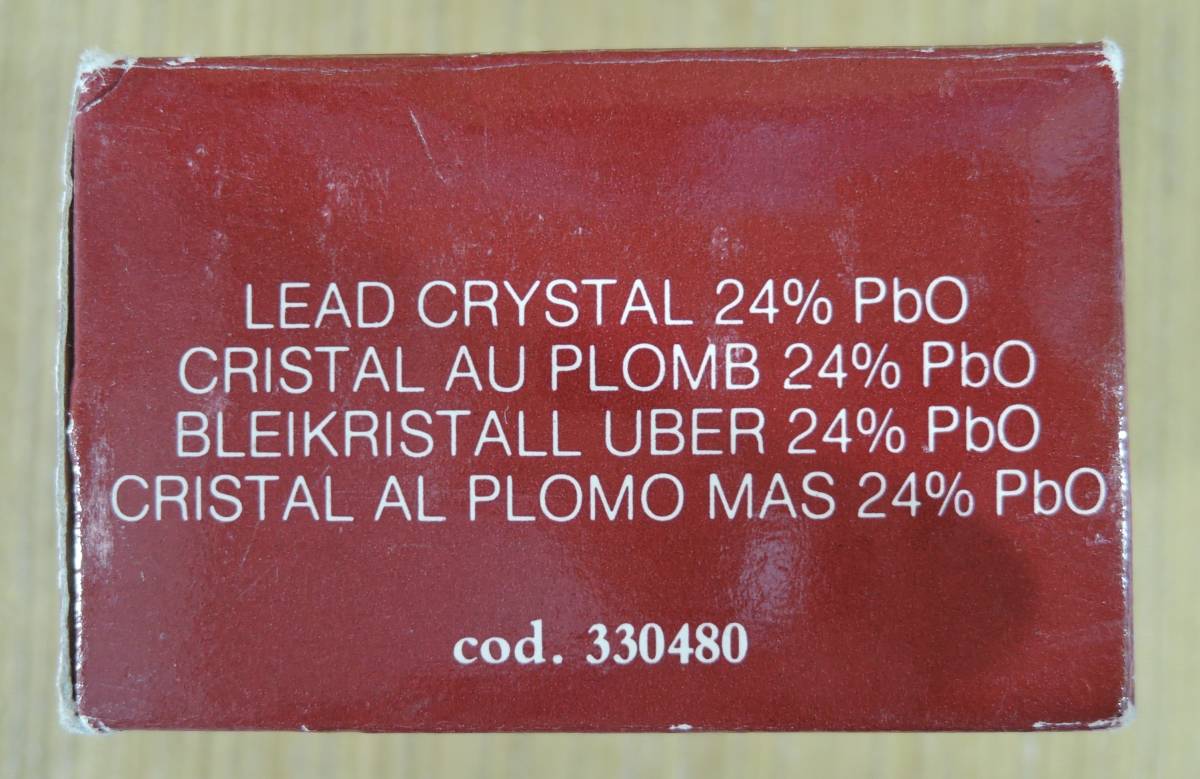 LEAD CRYSTAL 24% PbO
CRISTAL AU PLOMB 24% PbO
BLEIKRISTALL UBER 24% PbO
CRISTAL AL PLOMO MAS 24% PbO
cod. 330480